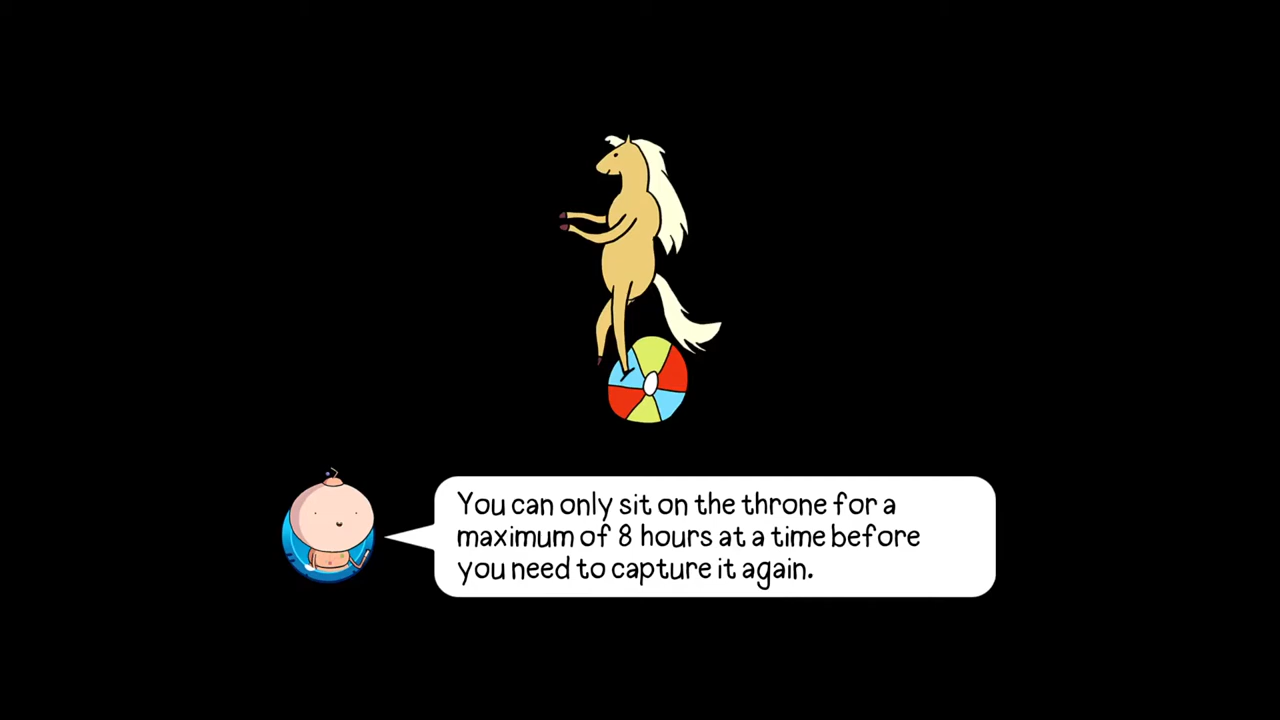 You can only sit on the throne for a
maximum of 8 hours at a time before
you need to capture it again.